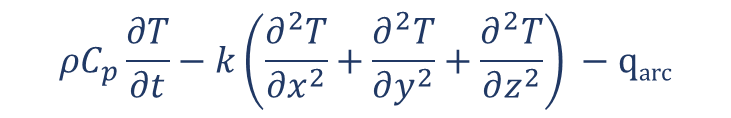 ρC_p ∂T/∂t − k(∂²T/∂x² + ∂²T/∂y² + ∂²T/∂z²) − q_arc